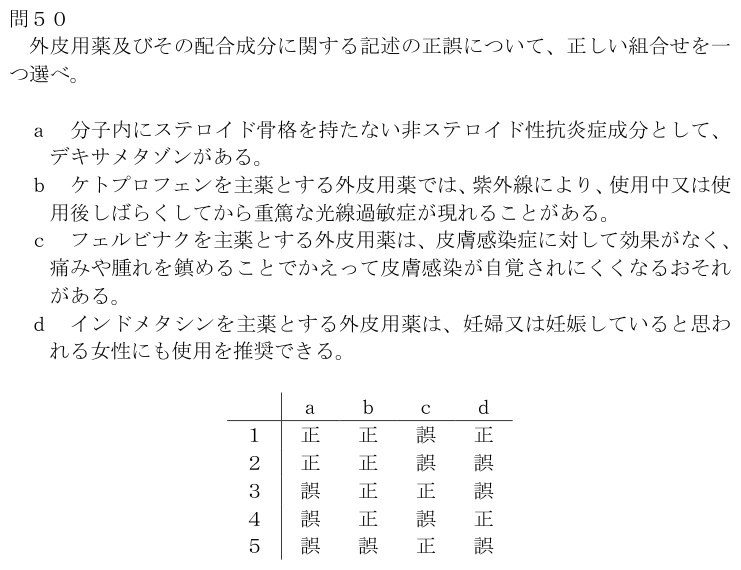 問５０
外皮用薬及びその配合成分に関する記述の正誤について、正しい組合せを一
つ選べ。
ａ　分子内にステロイド骨格を持たない非ステロイド性抗炎症成分として、
デキサメタゾンがある。
ｂ　ケトプロフェンを主薬とする外皮用薬では、紫外線により、使用中又は使
用後しばらくしてから重篤な光線過敏症が現れることがある。
ｃ　フェルビナクを主薬とする外皮用薬は、皮膚感染症に対して効果がなく、
痛みや腫れを鎮めることでかえって皮膚感染が自覚されにくくなるおそれ
がある。
ｄ　インドメタシンを主薬とする外皮用薬は、妊婦又は妊娠していると思わ
れる女性にも使用を推奨できる。
ａ　ｂ　ｃ　ｄ
１　正　正　誤　正
２　正　正　誤　誤
３　誤　正　正　誤
４　誤　正　誤　正
５　誤　誤　正　誤